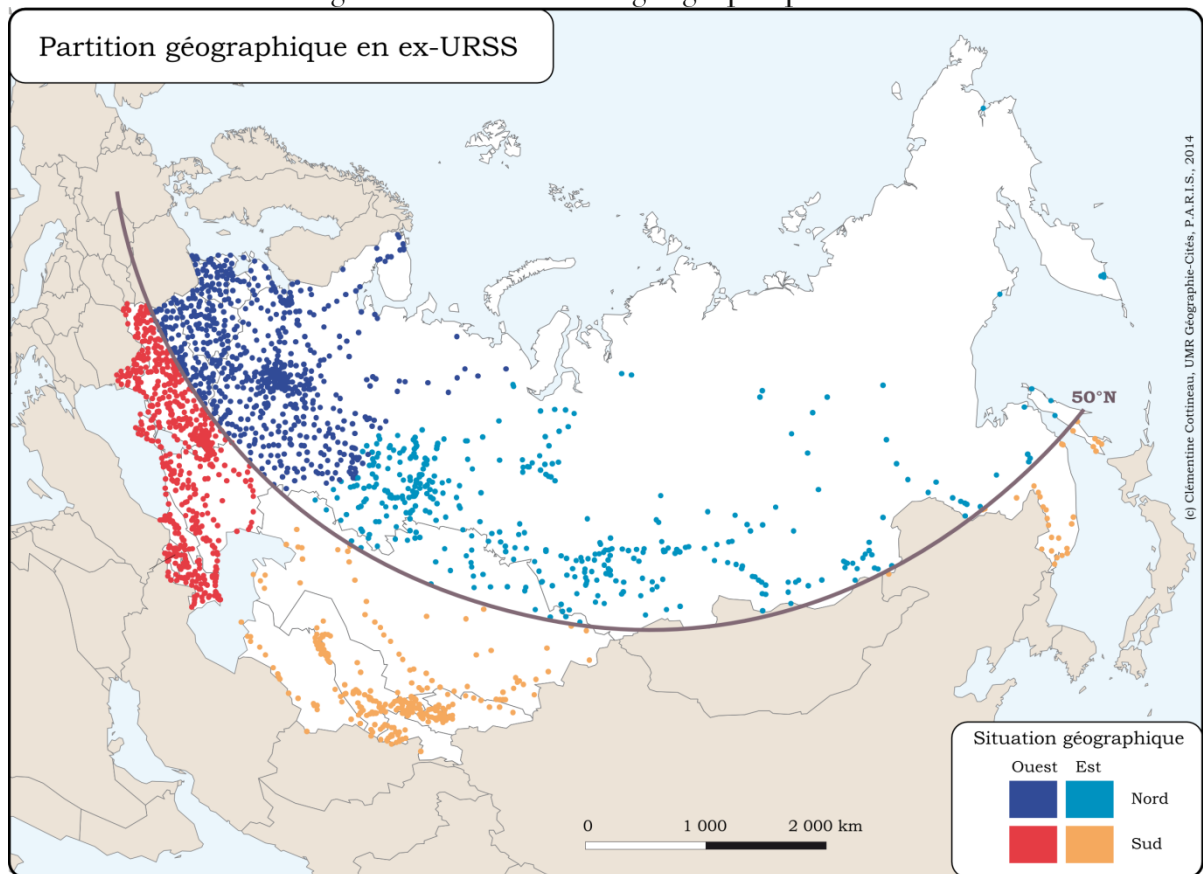 Partition géographique en ex-URSS
50°N
(c) Clémentine Cottineau, UMR Géographie-Cités, P.A.R.I.S., 2014
Situation géographique
Ouest Est
Nord
Sud
0 1 000 2 000 km